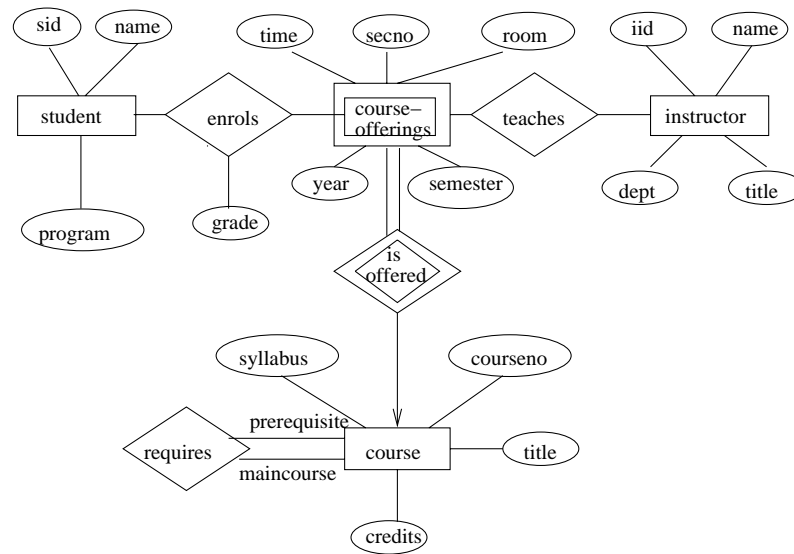 sid
name
time
secno
room
iid
name
student
enrols
course–
offerings
teaches
instructor
year
semester
dept
title
program
grade
is
offered
syllabus
courseno
prerequisite
requires
course
title
maincourse
credits